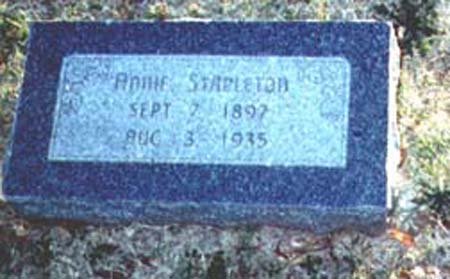 Annie Stapleton
Sept 7 1897
Aug 3 1935